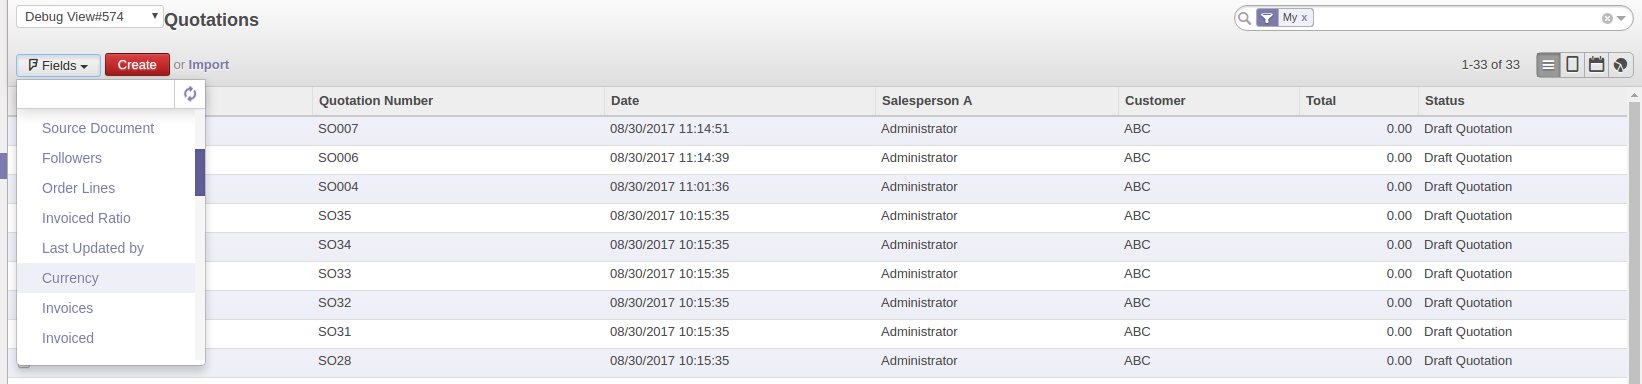 Debug View#574
Quotations
My x
Fields
Create or Import
1-33 of 33
Quotation Number Date Salesperson A Customer Total Status
Source Document
Followers
Order Lines
Invoiced Ratio
Last Updated by
Currency
Invoices
Invoiced
SO007 08/30/2017 11:14:51 Administrator ABC 0.00 Draft Quotation
SO006 08/30/2017 11:14:39 Administrator ABC 0.00 Draft Quotation
SO004 08/30/2017 11:01:36 Administrator ABC 0.00 Draft Quotation
SO35 08/30/2017 10:15:35 Administrator ABC 0.00 Draft Quotation
SO34 08/30/2017 10:15:35 Administrator ABC 0.00 Draft Quotation
SO33 08/30/2017 10:15:35 Administrator ABC 0.00 Draft Quotation
SO32 08/30/2017 10:15:35 Administrator ABC 0.00 Draft Quotation
SO31 08/30/2017 10:15:35 Administrator ABC 0.00 Draft Quotation
SO28 08/30/2017 10:15:35 Administrator ABC 0.00 Draft Quotation